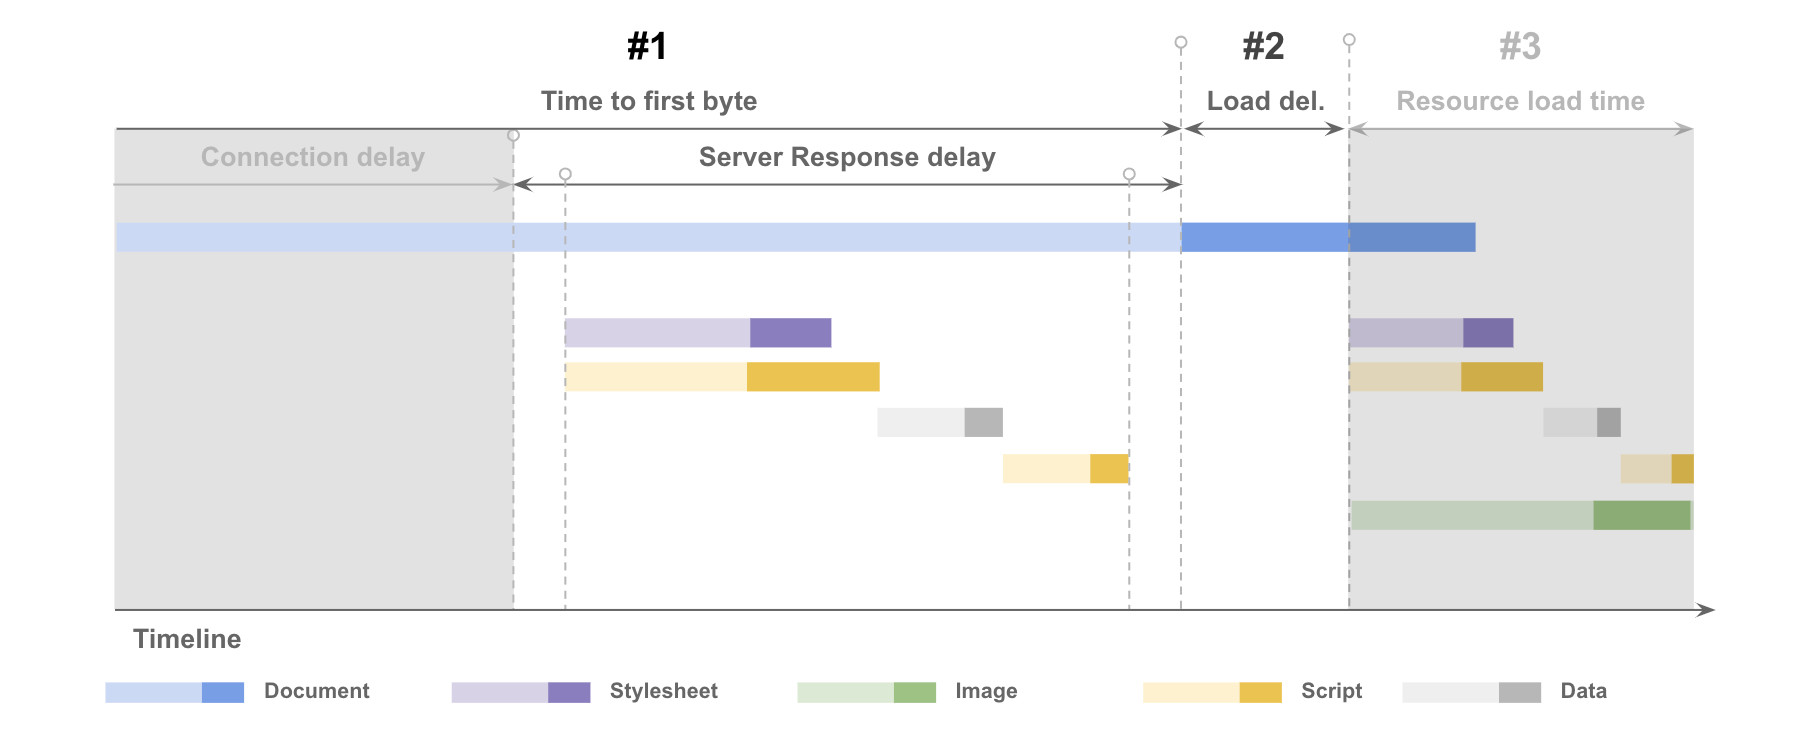 #1
#2
#3
Time to first byte
Load del.
Resource load time
Connection delay
Server Response delay
Timeline
Document
Stylesheet
Image
Script
Data